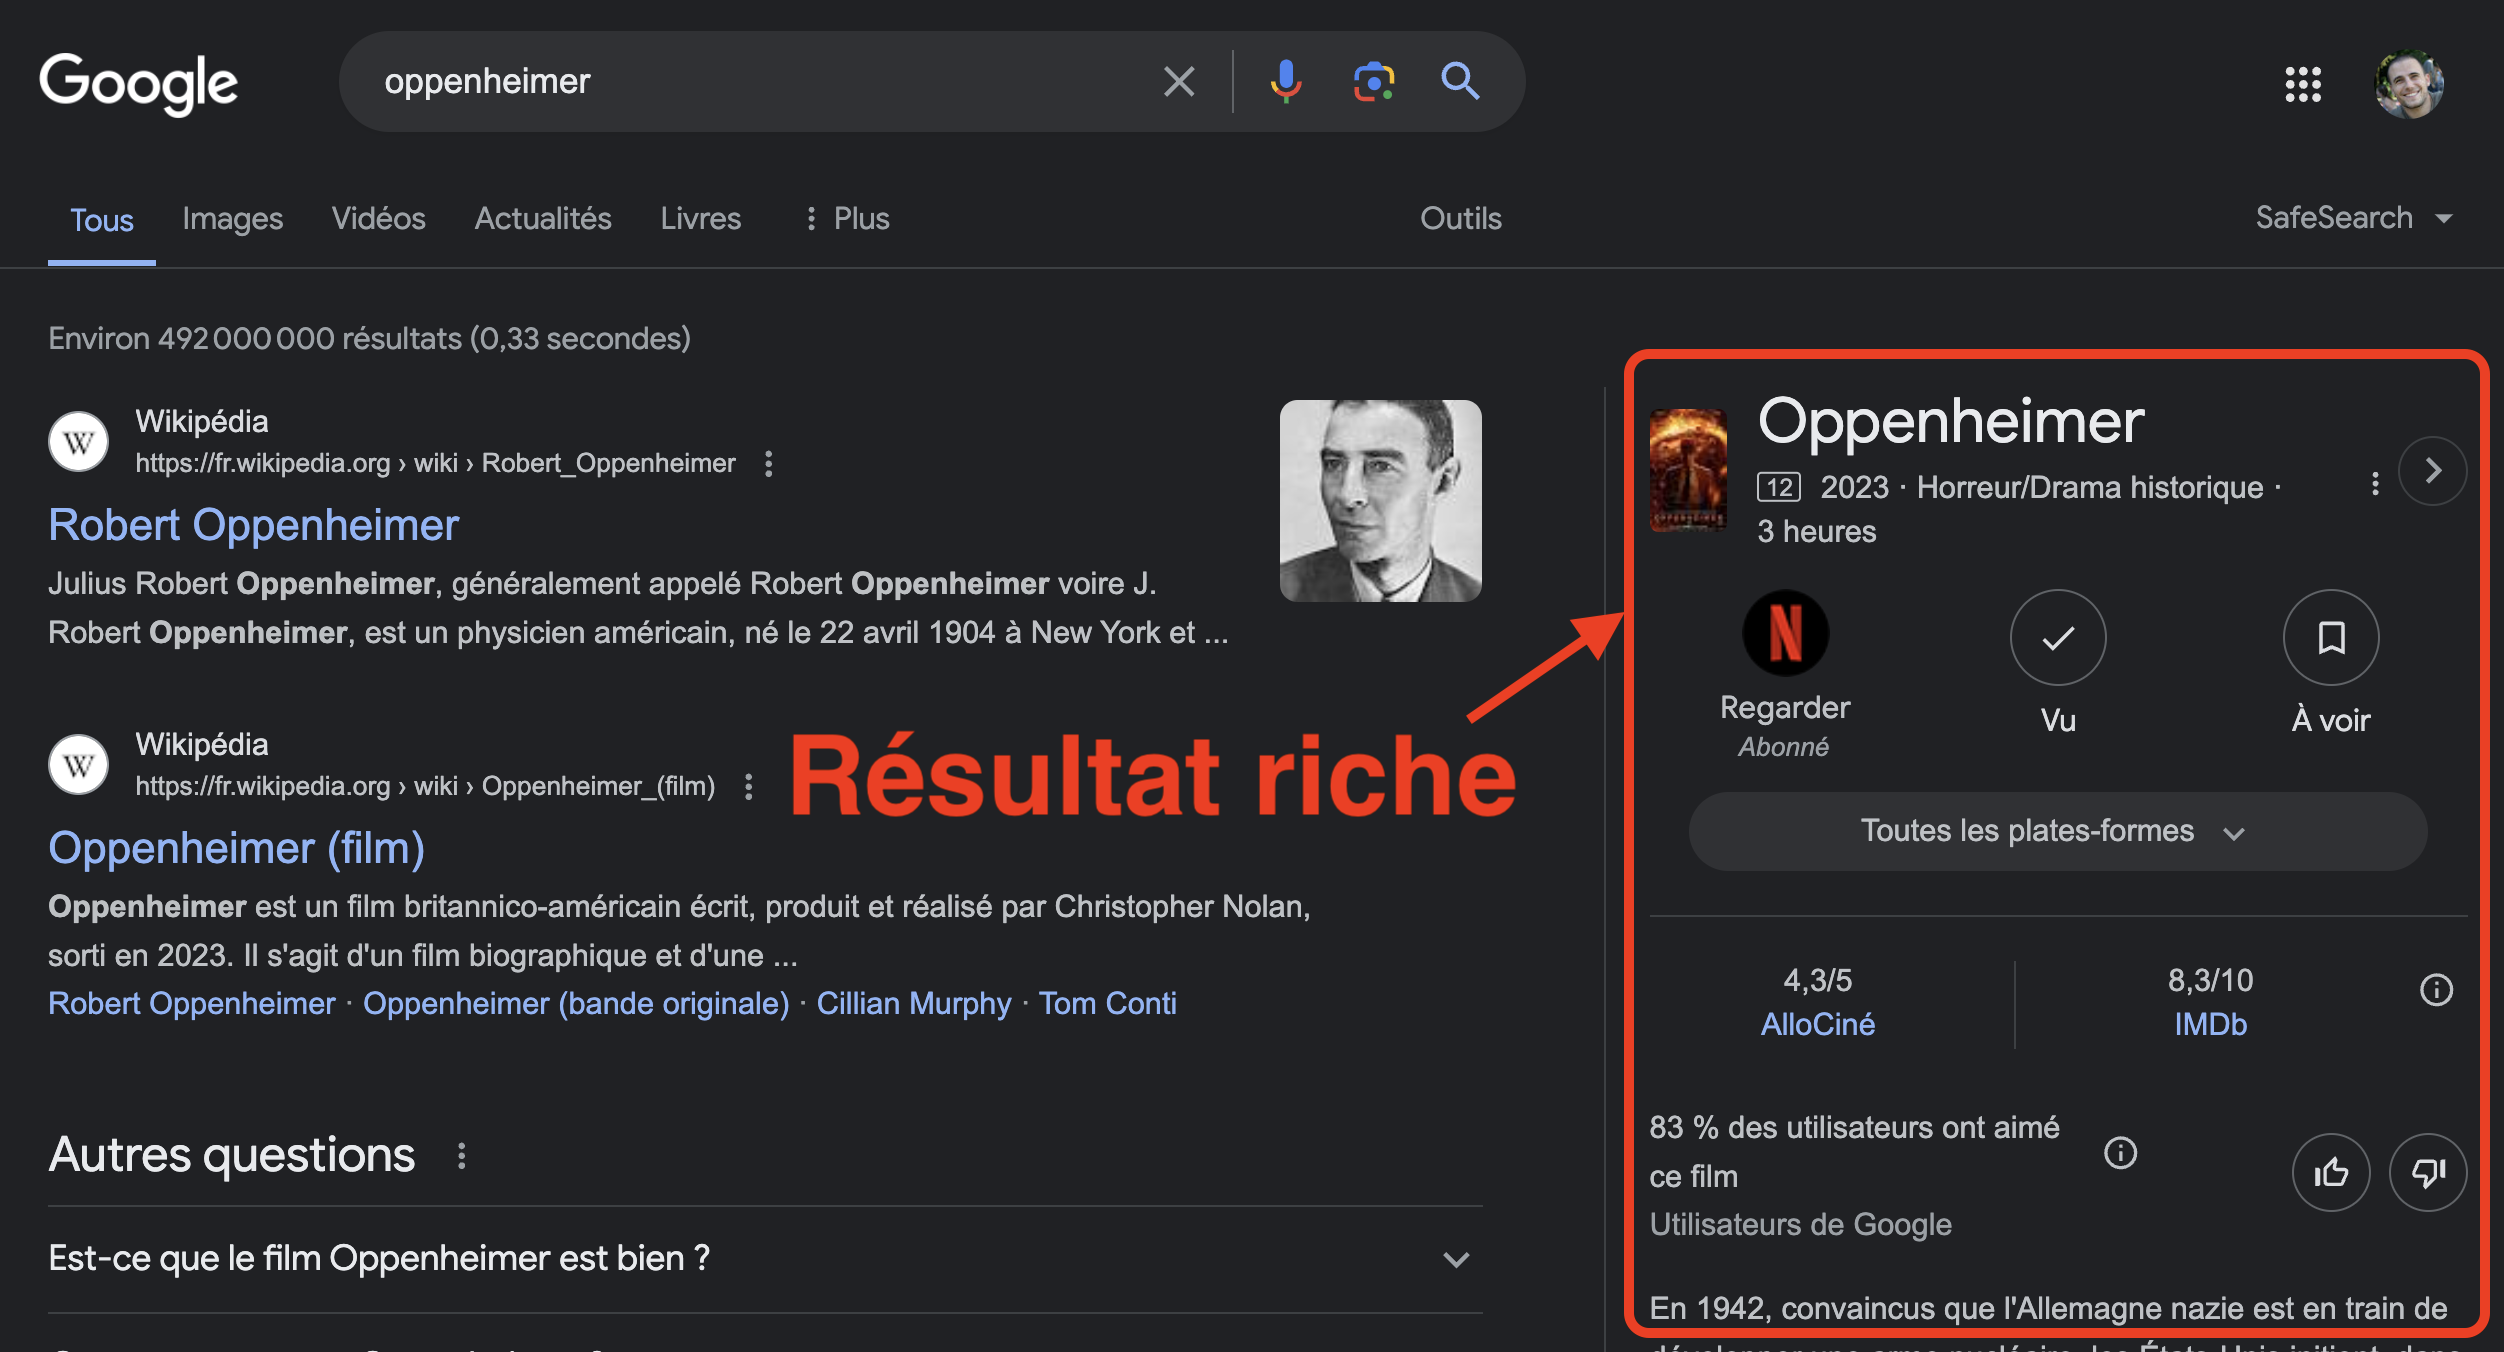 Google
oppenheimer
Tous
Images
Vidéos
Actualités
Livres
Plus
Outils
SafeSearch
Environ 492 000 000 résultats (0,33 secondes)
W
Wikipédia
https://fr.wikipedia.org › wiki › Robert_Oppenheimer
Robert Oppenheimer
Julius Robert Oppenheimer, généralement appelé Robert Oppenheimer voire J.
Robert Oppenheimer, est un physicien américain, né le 22 avril 1904 à New York et ...
W
Wikipédia
https://fr.wikipedia.org › wiki › Oppenheimer_(film)
Oppenheimer (film)
Oppenheimer est un film britannico-américain écrit, produit et réalisé par Christopher Nolan,
sorti en 2023. Il s'agit d'un film biographique et d'une ...
Robert Oppenheimer · Oppenheimer (bande originale) · Cillian Murphy · Tom Conti
Autres questions
Est-ce que le film Oppenheimer est bien ?
Résultat riche
Oppenheimer
12 2023 · Horreur/Drama historique ·
3 heures
OPPENHEIMER
N
Regarder
Abonné
Vu
À voir
Toutes les plates-formes
4,3/5
AlloCiné
8,3/10
IMDb
83 % des utilisateurs ont aimé
ce film
Utilisateurs de Google
En 1942, convaincus que l'Allemagne nazie est en train de